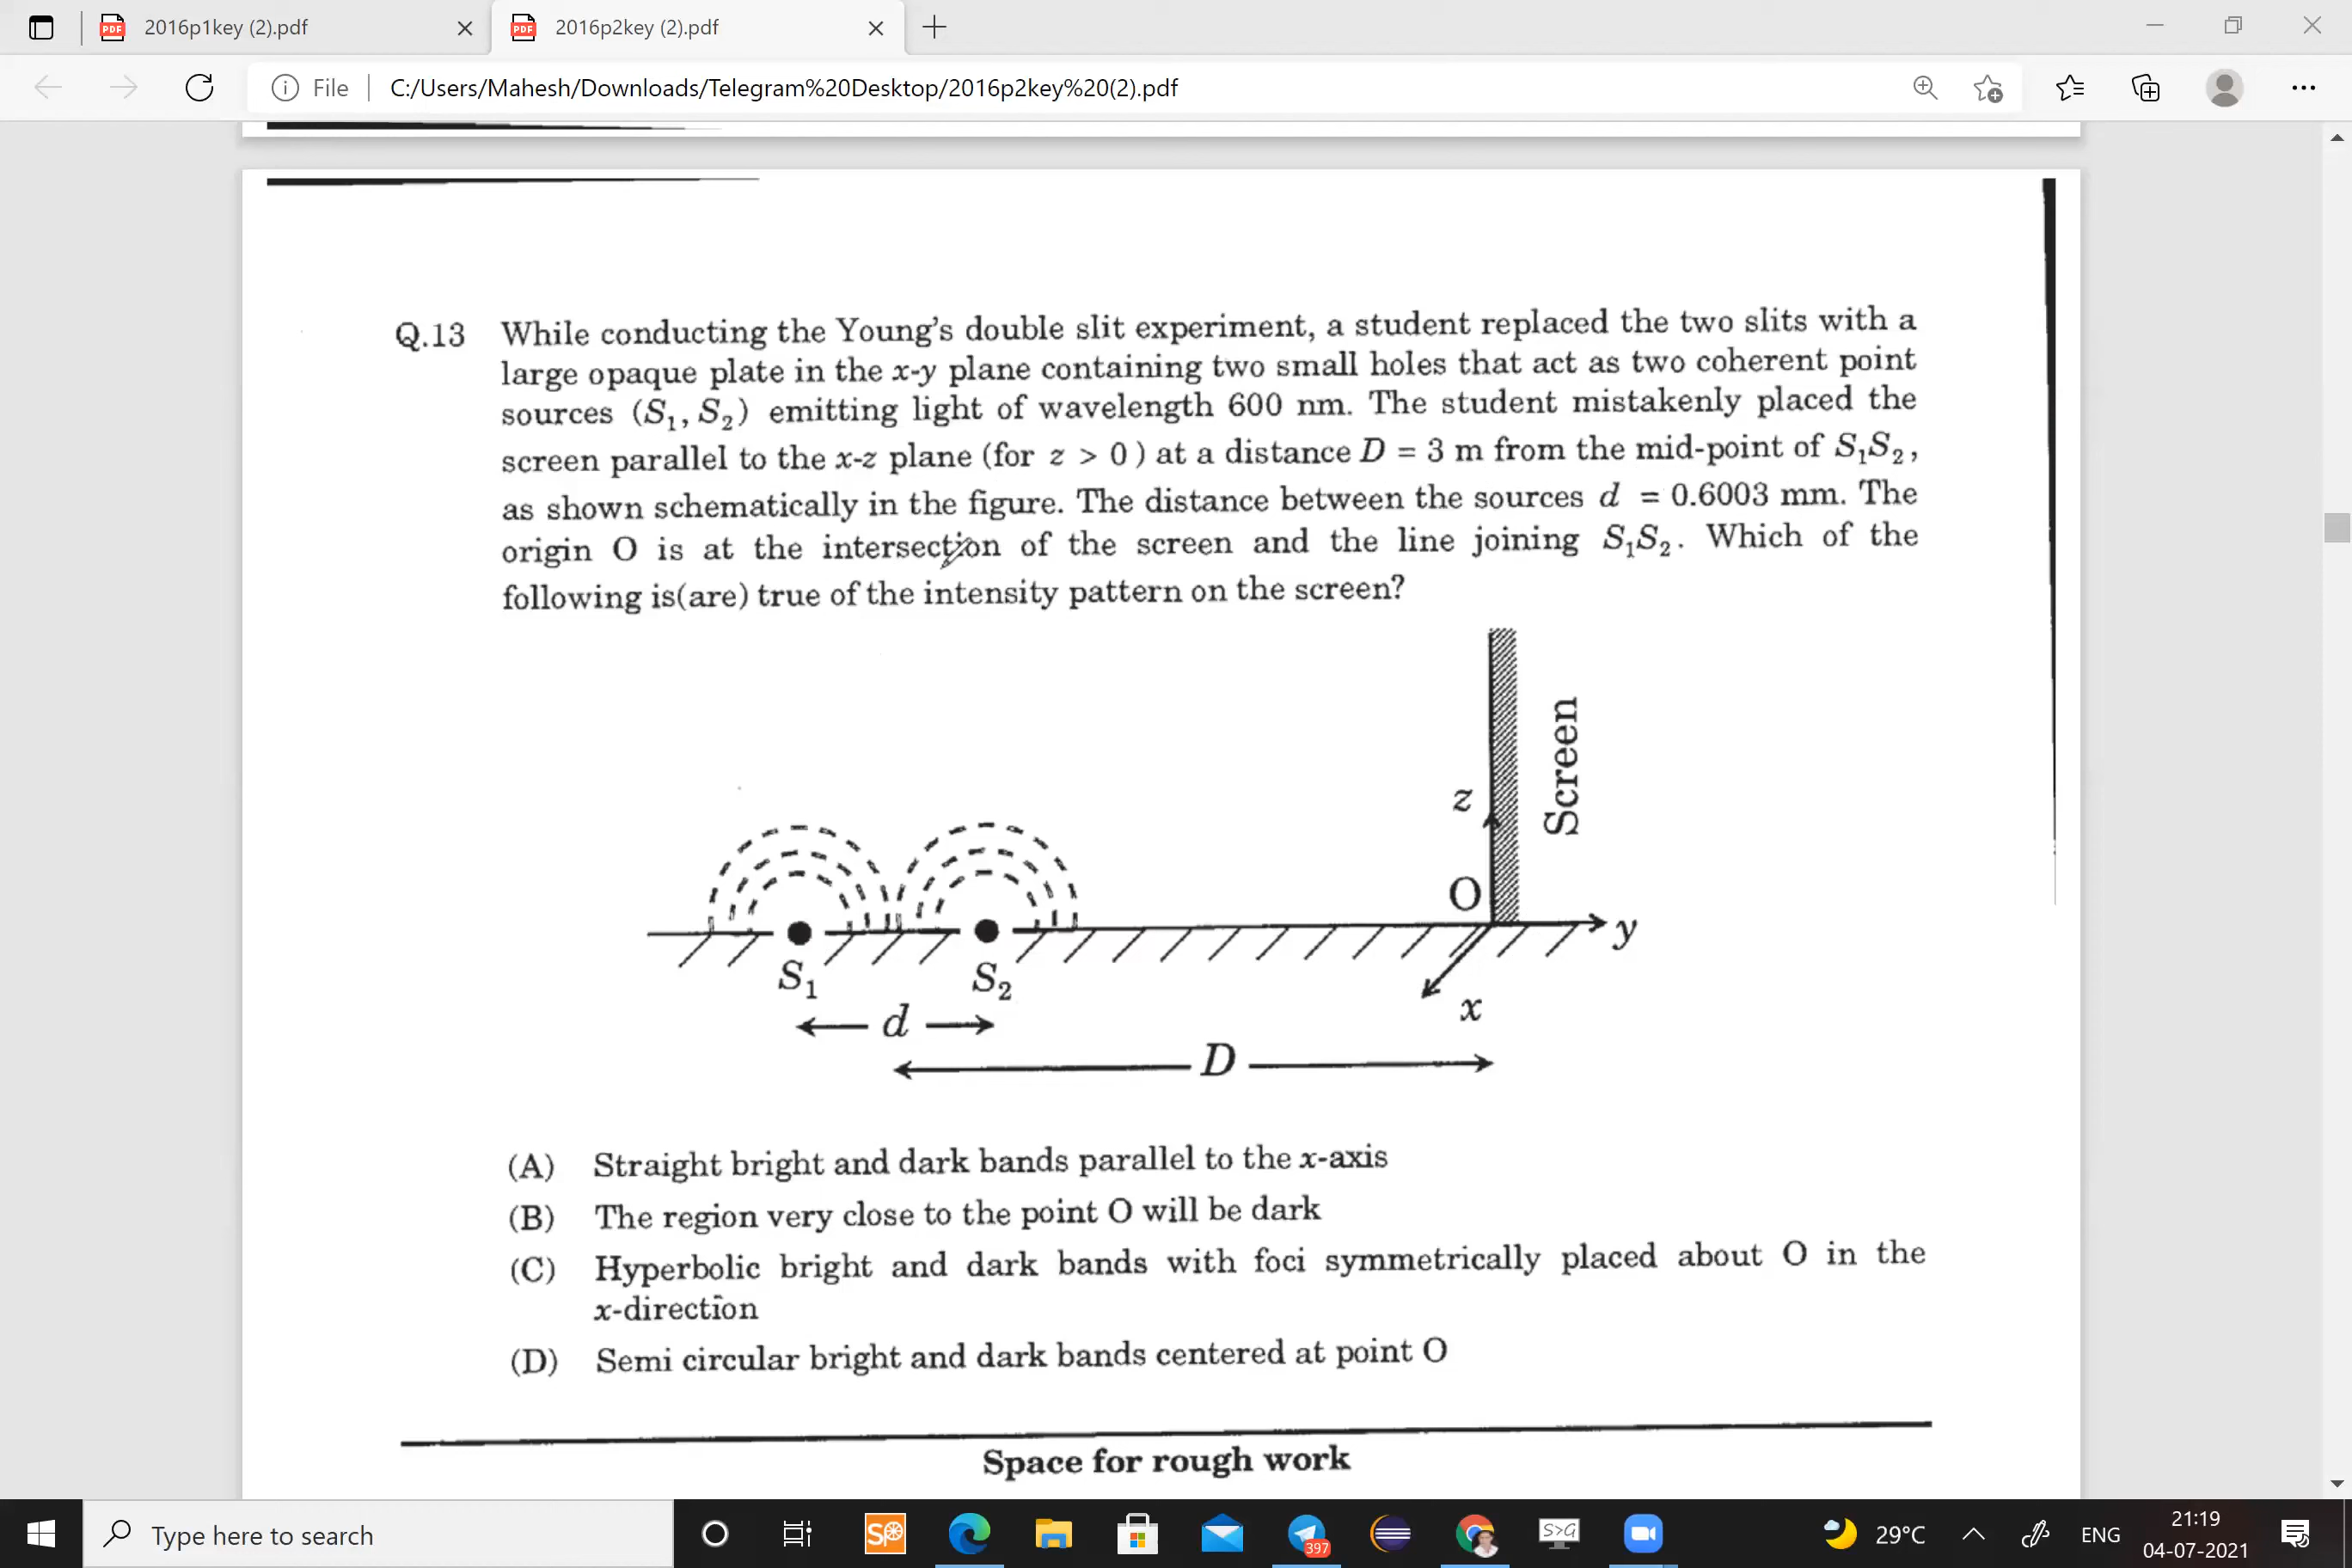 2016p1key (2).pdf
2016p2key (2).pdf
File
C:/Users/Mahesh/Downloads/Telegram%20Desktop/2016p2key%20(2).pdf
Q.13 While conducting the Young's double slit experiment, a student replaced the two slits with a
large opaque plate in the x-y plane containing two small holes that act as two coherent point
sources (S₁, S₂) emitting light of wavelength 600 nm. The student mistakenly placed the
screen parallel to the x-z plane (for z > 0) at a distance D = 3 m from the mid-point of S₁S₂,
as shown schematically in the figure. The distance between the sources d = 0.6003 mm. The
origin O is at the intersection of the screen and the line joining S₁S₂. Which of the
following is(are) true of the intensity pattern on the screen?
Screen
z
O
y
S₁
S₂
x
d
D
(A) Straight bright and dark bands parallel to the x-axis
(B) The region very close to the point O will be dark
(C) Hyperbolic bright and dark bands with foci symmetrically placed about O in the
x-direction
(D) Semi circular bright and dark bands centered at point O
Space for rough work
Type here to search
397
S>G
29°C
ENG
21:19
04-07-2021